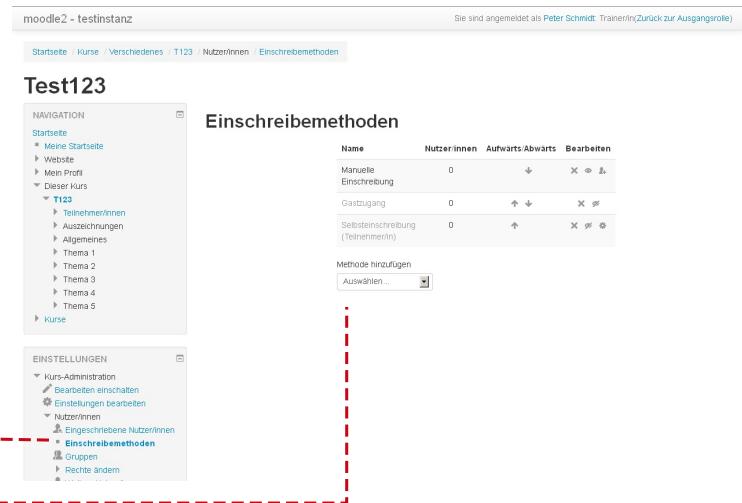 moodle2 - testinstanz
Sie sind angemeldet als Peter Schmidt: Trainer/in(Zurück zur Ausgangsrolle)
Startseite / Kurse / Verschiedenes / T123 / Nutzer/innen / Einschreibemethoden
Test123
NAVIGATION
Startseite
Meine Startseite
Website
Mein Profil
Dieser Kurs
T123
Teilnehmer/innen
Auszeichnungen
Allgemeines
Thema 1
Thema 2
Thema 3
Thema 4
Thema 5
Kurse
EINSTELLUNGEN
Kurs-Administration
Bearbeiten einschalten
Einstellungen bearbeiten
Nutzer/innen
Eingeschriebene Nutzer/innen
Einschreibemethoden
Gruppen
Rechte ändern
Einschreibemethoden
Name Nutzer/innen Aufwärts/Abwärts Bearbeiten
Manuelle 0
Einschreibung
Gastzugang 0
Selbsteinschreibung 0
(Teilnehmer/in)
Methode hinzufügen
Auswählen...